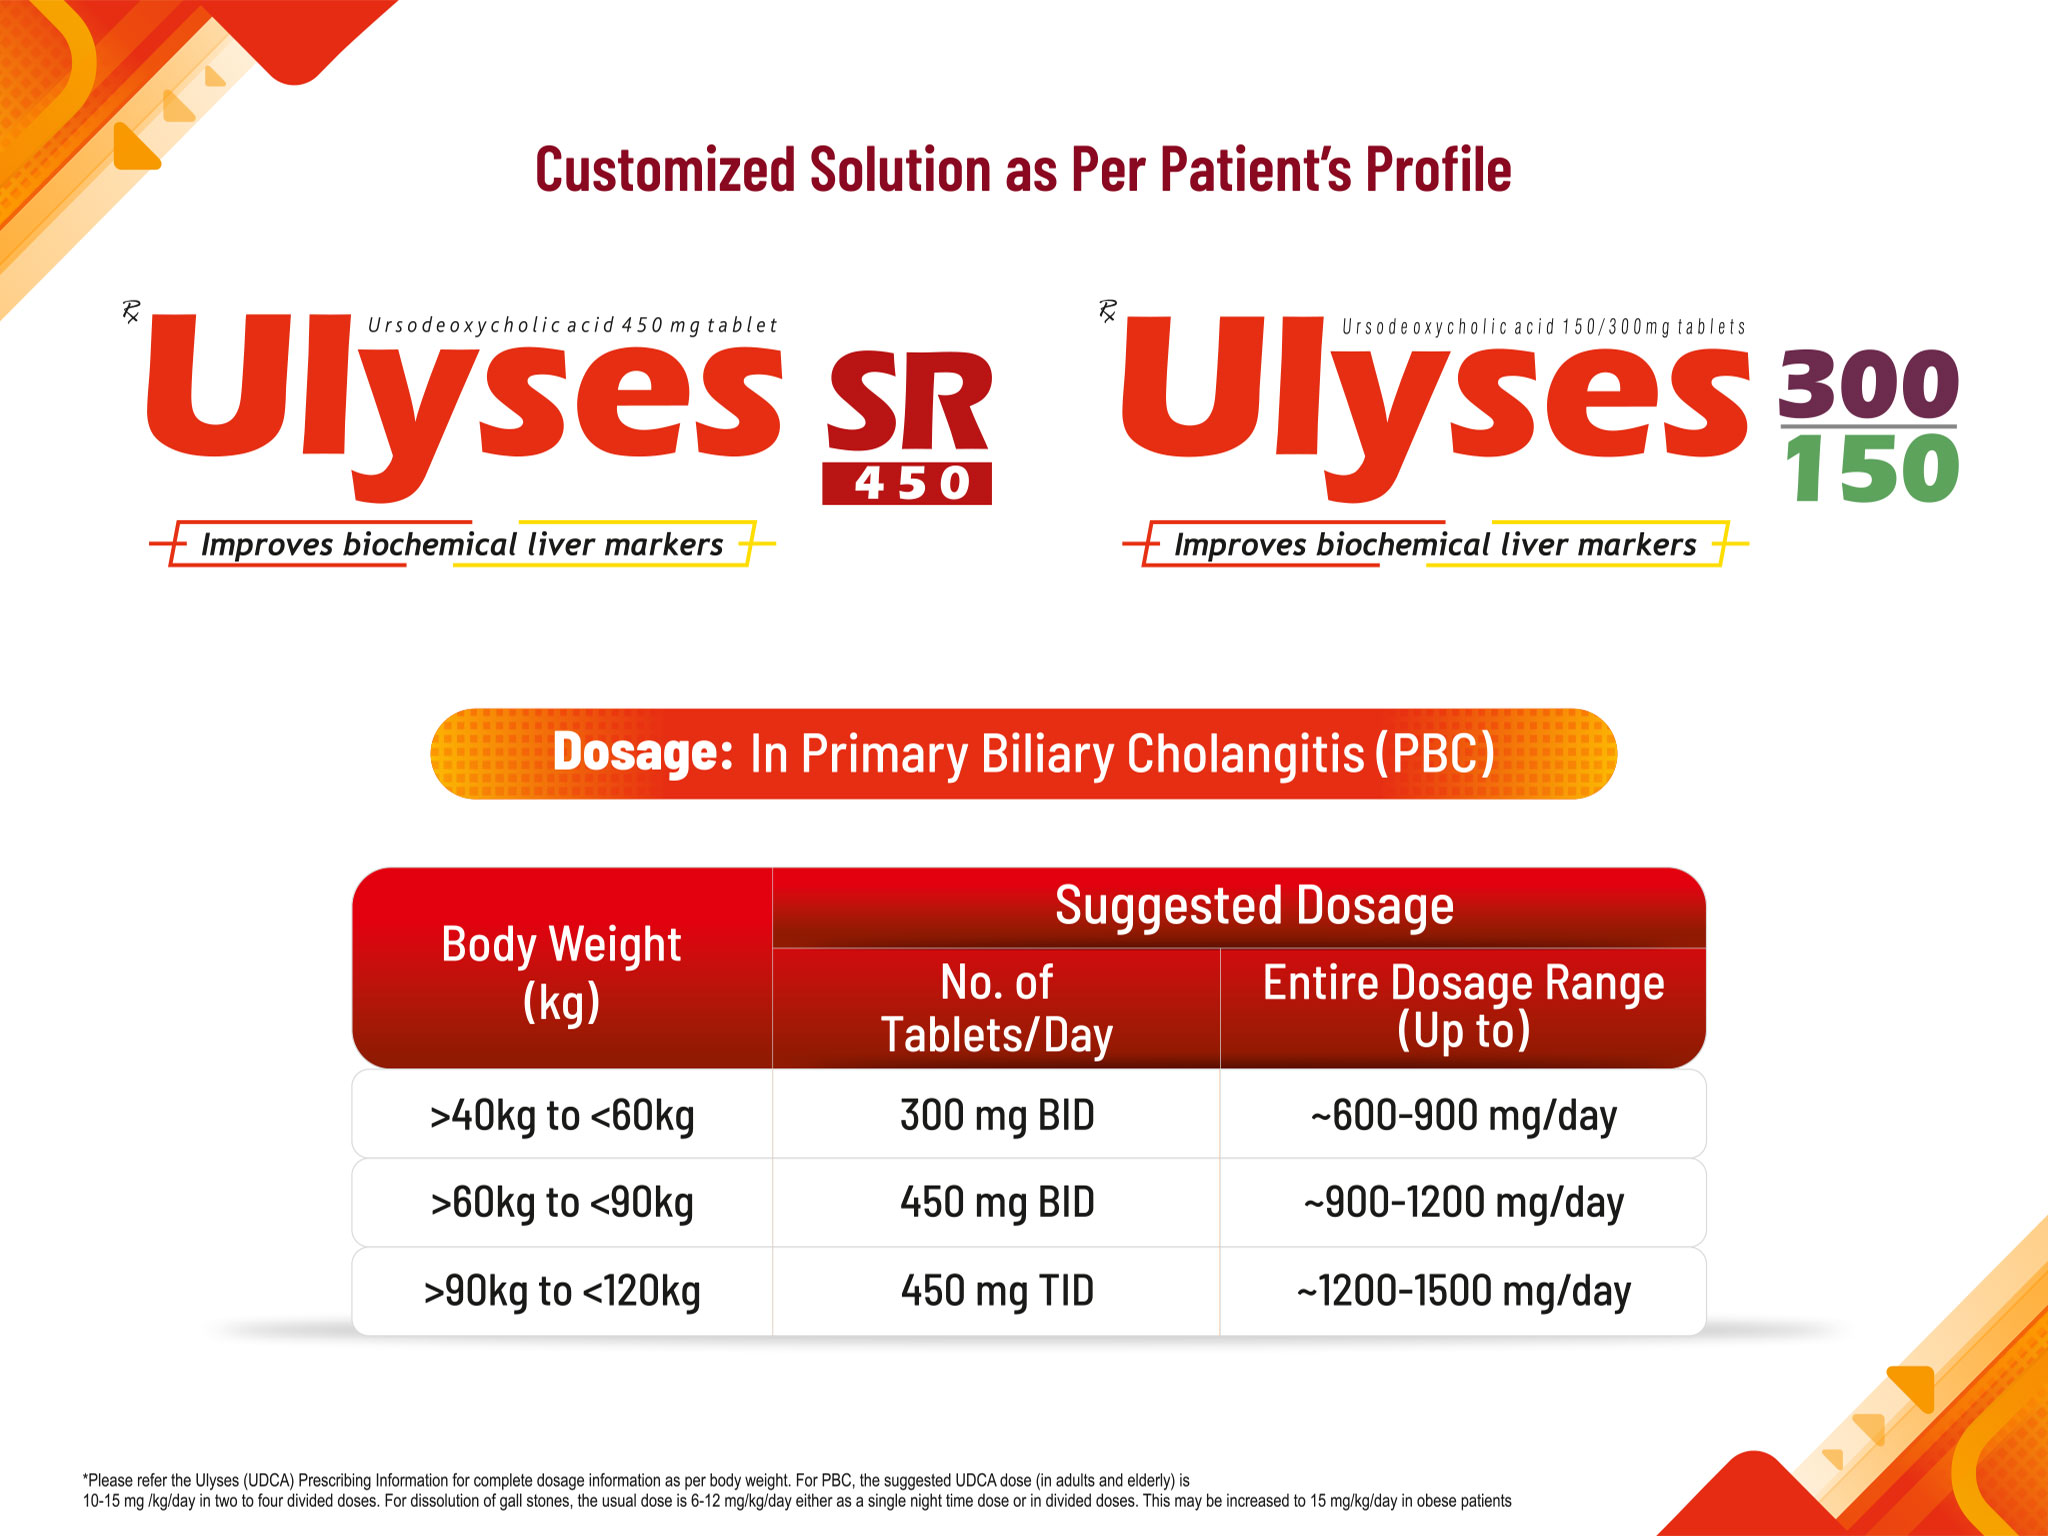 Customized Solution as Per Patient's Profile
Rx Ulyses SR 450
Ursodeoxycholic acid 450 mg tablet
Improves biochemical liver markers
Rx Ulyses 300 150
Ursodeoxycholic acid 150/300mg tablets
Improves biochemical liver markers
Dosage: In Primary Biliary Cholangitis (PBC)
Body Weight
(kg)
Suggested Dosage
No. of
Tablets/Day
Entire Dosage Range
(Up to)
>40kg to <60kg 300 mg BID ~600-900 mg/day
>60kg to <90kg 450 mg BID ~900-1200 mg/day
>90kg to <120kg 450 mg TID ~1200-1500 mg/day
*Please refer the Ulyses (UDCA) Prescribing Information for complete dosage information as per body weight. For PBC, the suggested UDCA dose (in adults and elderly) is
10-15 mg /kg/day in two to four divided doses. For dissolution of gall stones, the usual dose is 6-12 mg/kg/day either as a single night time dose or in divided doses. This may be increased to 15 mg/kg/day in obese patients